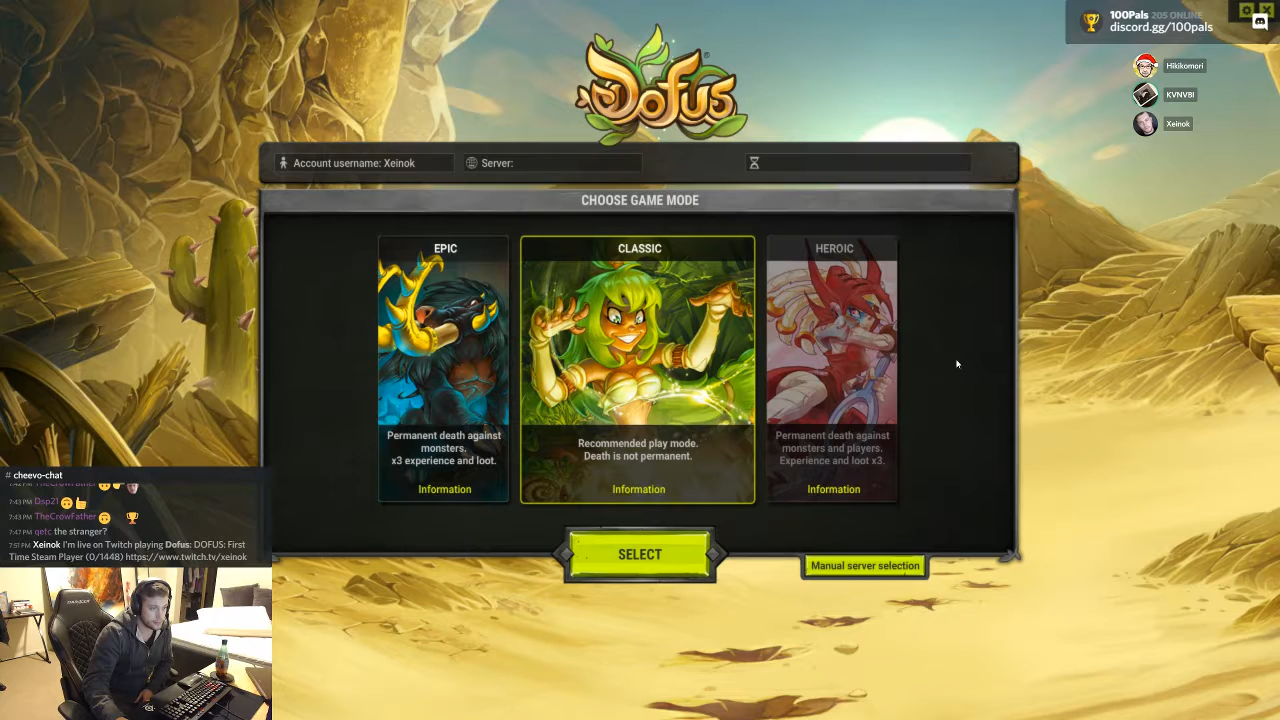 100Pals 205 ONLINE
discord.gg/100pals
Hikikomori
KVNVBI
Xeinok
DOFUS
Account username: Xeinok
Server:
CHOOSE GAME MODE
EPIC
Permanent death against
monsters.
x3 experience and loot.
Information
CLASSIC
Recommended play mode.
Death is not permanent.
Information
HEROIC
Permanent death against
monsters and players.
Experience and loot x3.
Information
SELECT
Manual server selection
# cheevo-chat
7:42 PM TheCrowFather
7:43 PM Dsp21
7:43 PM TheCrowFather
7:47 PM qetc the stranger?
7:51 PM Xeinok I'm live on Twitch playing Dofus: DOFUS: First
Time Steam Player (0/1448) https://www.twitch.tv/xeinok